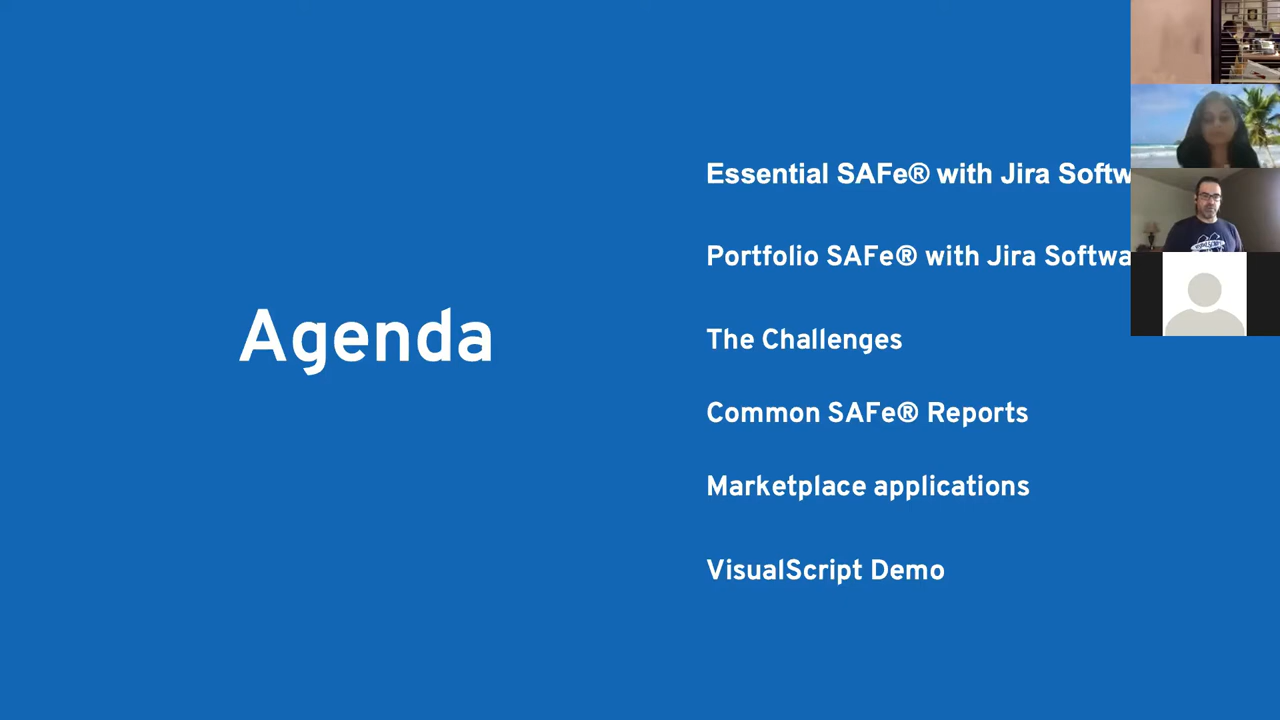 Agenda
Essential SAFe® with Jira Softw
Portfolio SAFe® with Jira Softwa
The Challenges
Common SAFe® Reports
Marketplace applications
VisualScript Demo